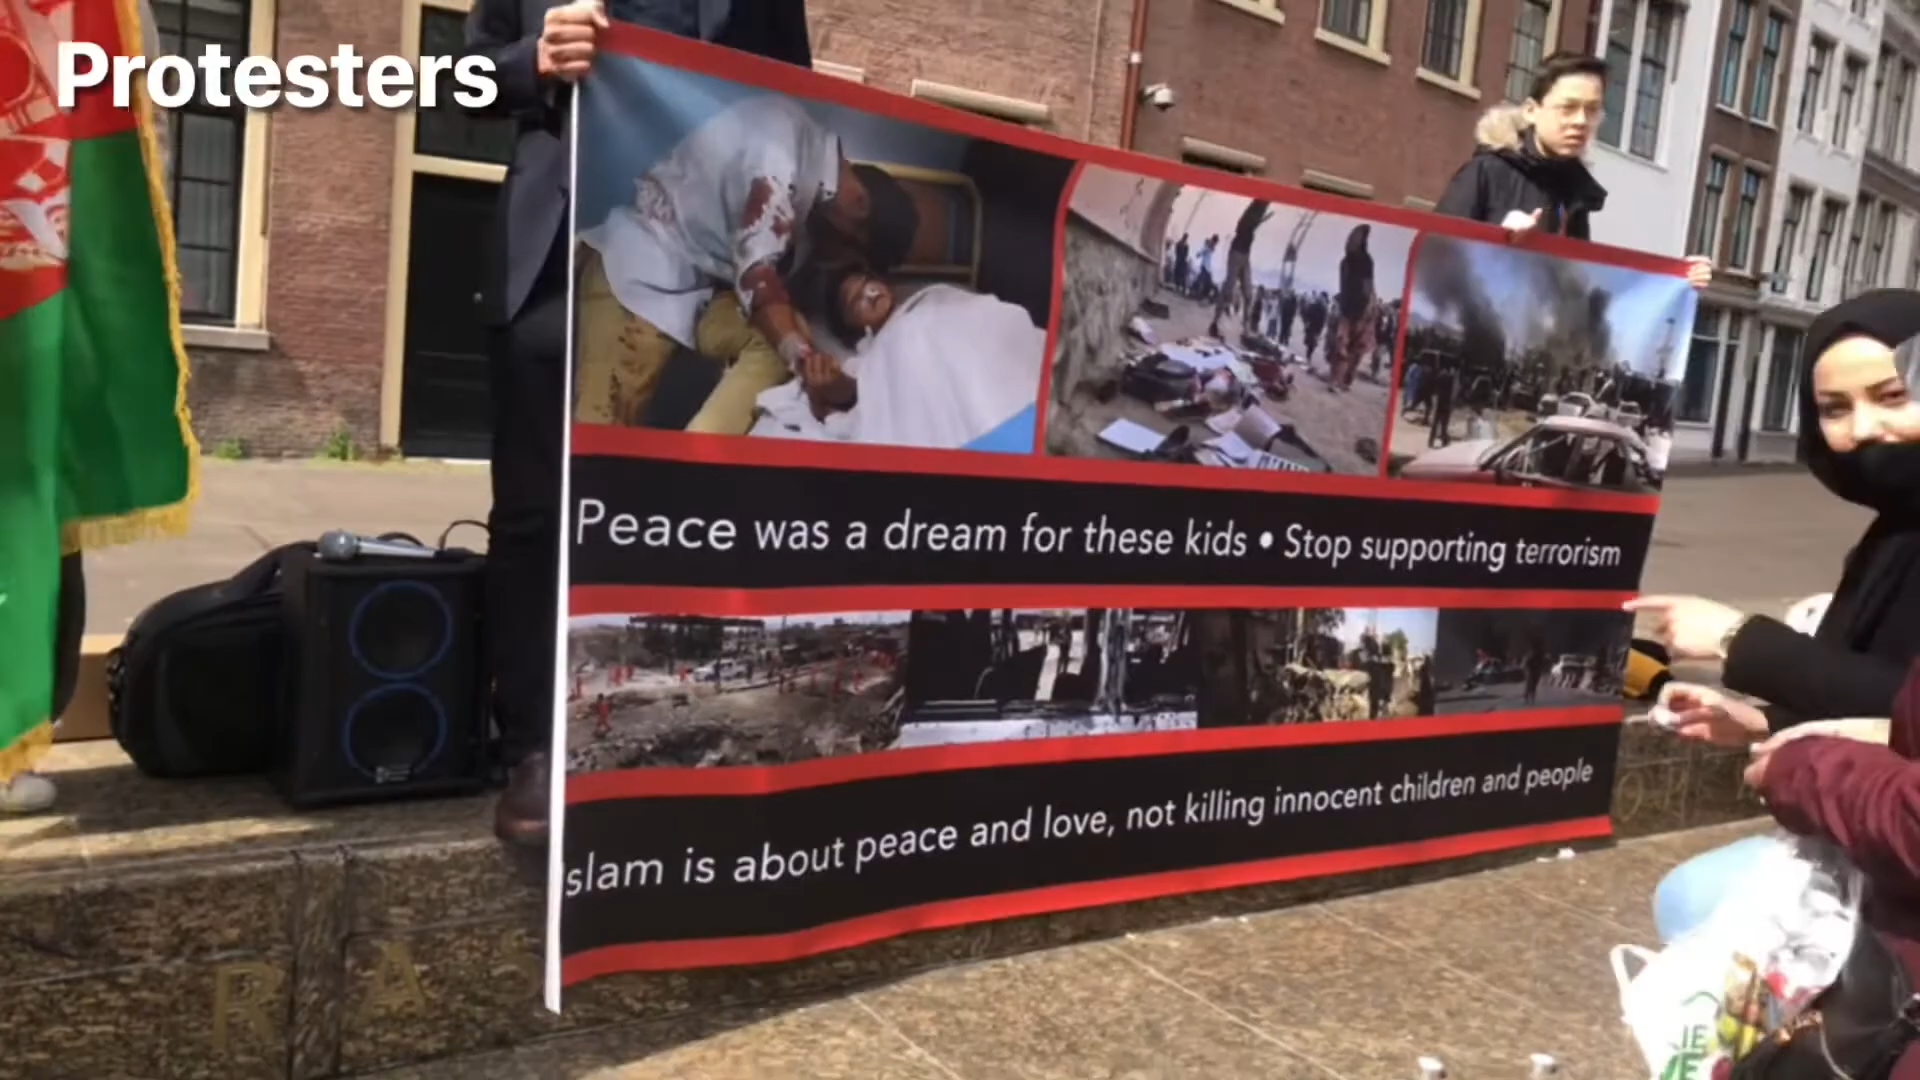 Protesters
Peace was a dream for these kids • Stop supporting terrorism
slam is about peace and love, not killing innocent children and people
R A